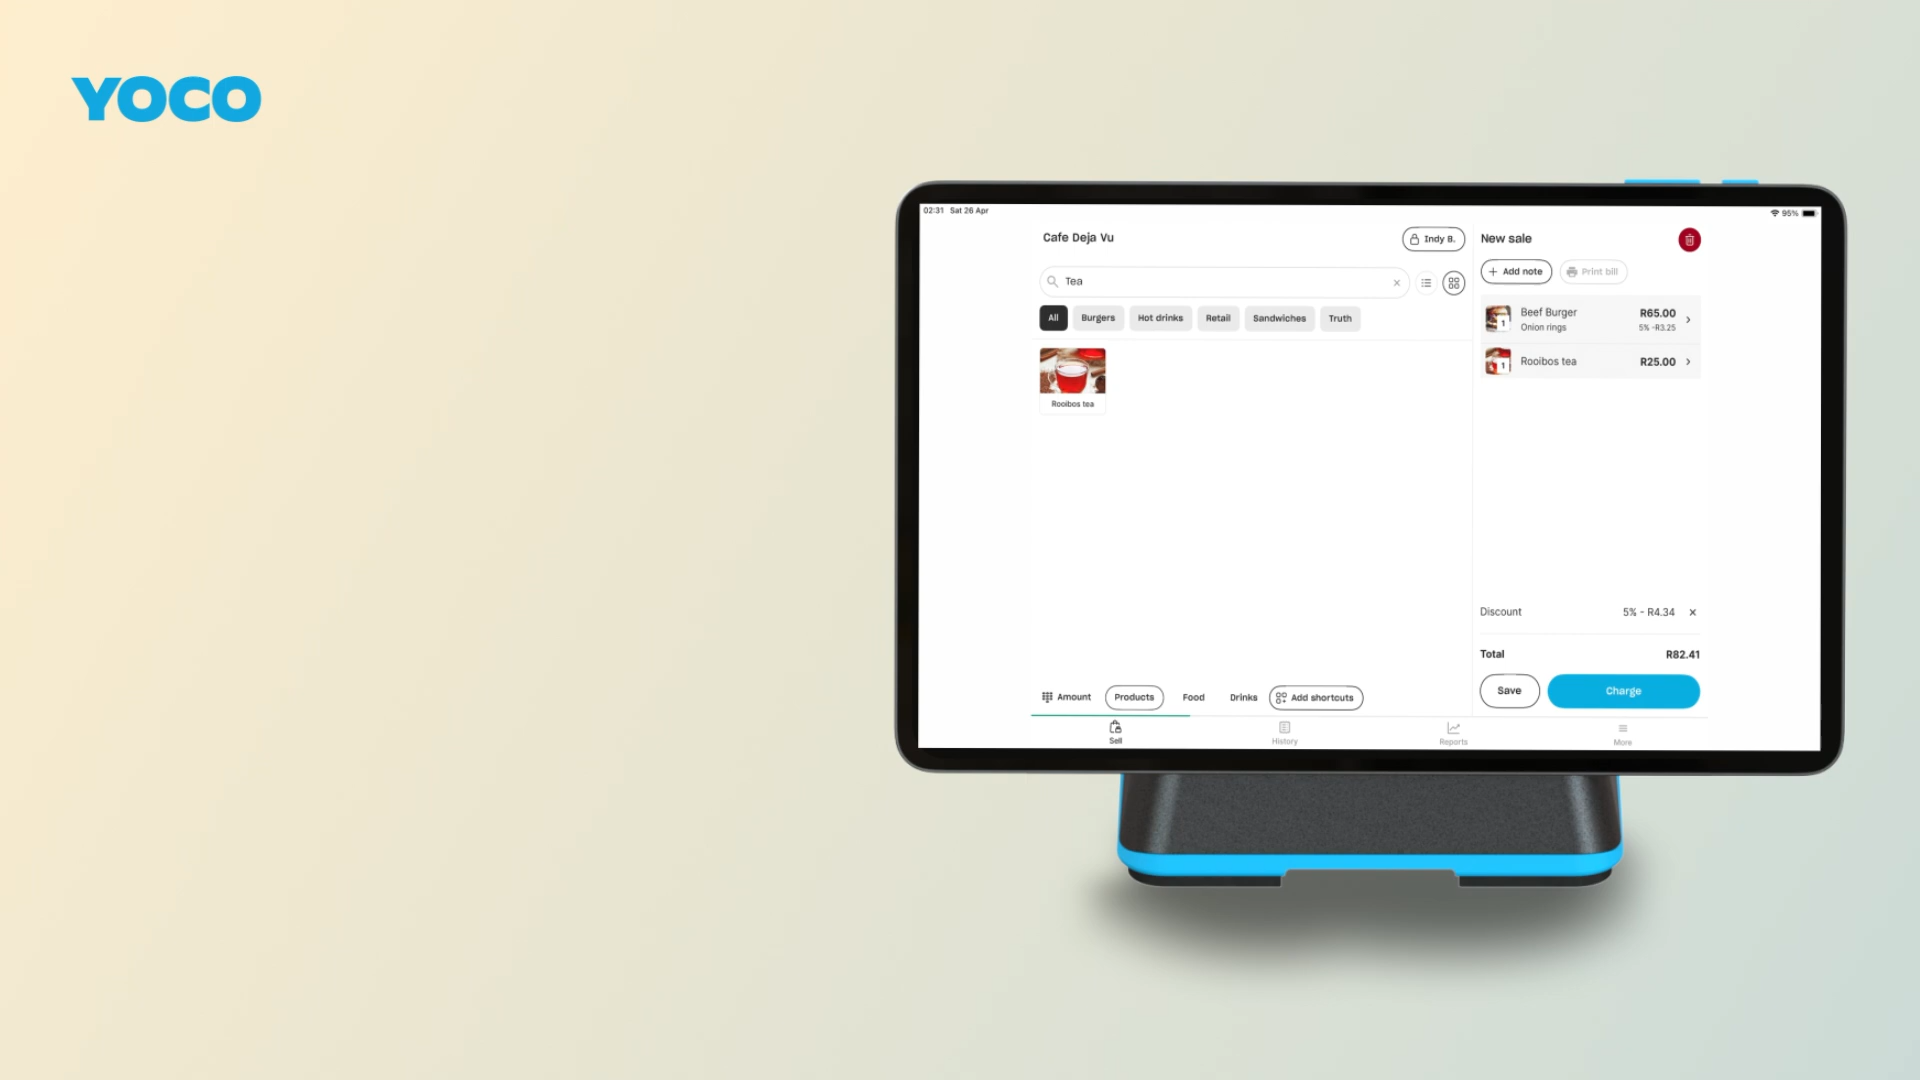 YOCO
02:31 Sat 26 Apr
95%
Cafe Deja Vu
Indy B.
Tea
All Burgers Hot drinks Retail Sandwiches Truth
Rooibos tea
Amount Products Food Drinks Add shortcuts
Sell History Reports More
New sale
Add note Print bill
1 Beef Burger R65.00
Onion rings 5% -R3.25
1 Rooibos tea R25.00
Discount 5% - R4.34
Total R82.41
Save Charge